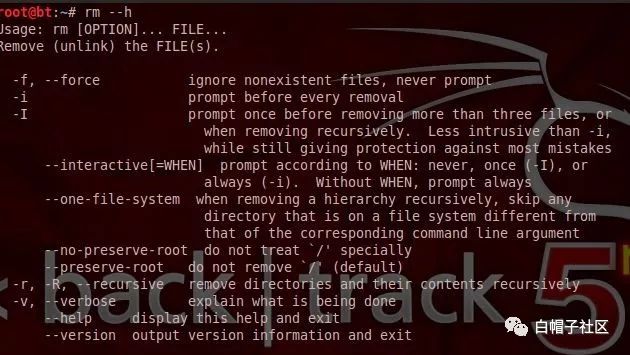 root@bt:~# rm --h
Usage: rm [OPTION]... FILE...
Remove (unlink) the FILE(s).
-f, --force ignore nonexistent files, never prompt
-i prompt before every removal
-I prompt once before removing more than three files, or
when removing recursively. Less intrusive than -i,
while still giving protection against most mistakes
--interactive[=WHEN] prompt according to WHEN: never, once (-I), or
always (-i). Without WHEN, prompt always
--one-file-system when removing a hierarchy recursively, skip any
directory that is on a file system different from
that of the corresponding command line argument
--no-preserve-root do not treat `/' specially
--preserve-root do not remove `/' (default)
-r, -R, --recursive remove directories and their contents recursively
-v, --verbose explain what is being done
--help display this help and exit
--version output version information and exit
<< back | track 5
白帽子社区